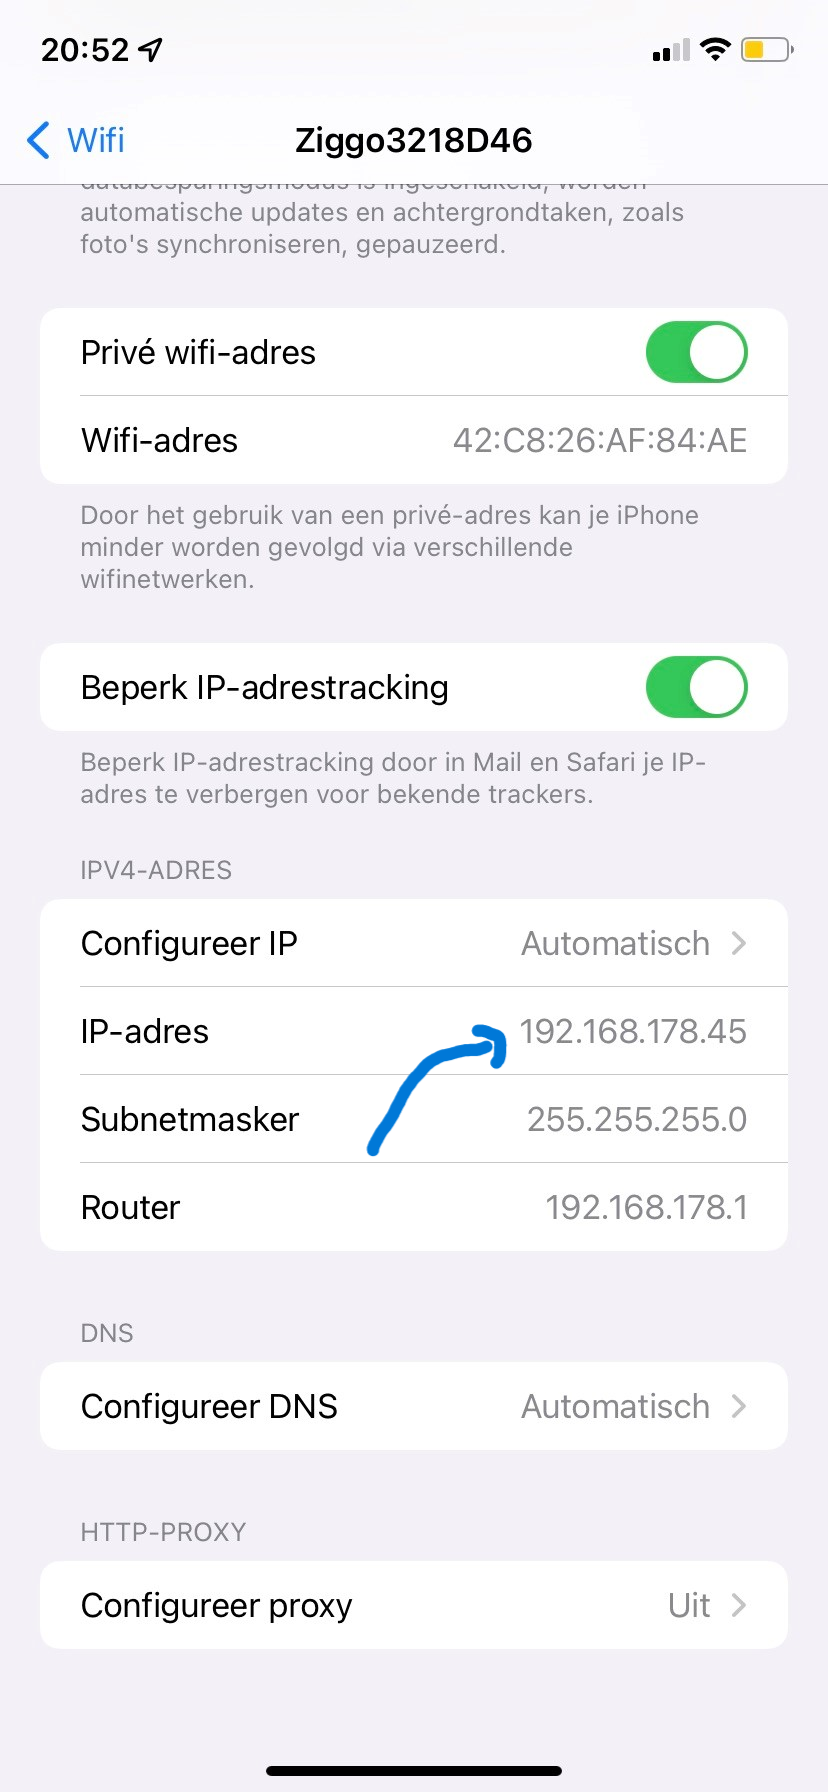 20:52
Wifi
Ziggo3218D46
databesparingsmodus is ingeschakeld, worden
automatische updates en achtergrondtaken, zoals
foto's synchroniseren, gepauzeerd.
Privé wifi-adres
Wifi-adres 42:C8:26:AF:84:AE
Door het gebruik van een privé-adres kan je iPhone
minder worden gevolgd via verschillende
wifinetwerken.
Beperk IP-adrestracking
Beperk IP-adrestracking door in Mail en Safari je IP-
adres te verbergen voor bekende trackers.
IPV4-ADRES
Configureer IP Automatisch
IP-adres 192.168.178.45
Subnetmasker 255.255.255.0
Router 192.168.178.1
DNS
Configureer DNS Automatisch
HTTP-PROXY
Configureer proxy Uit